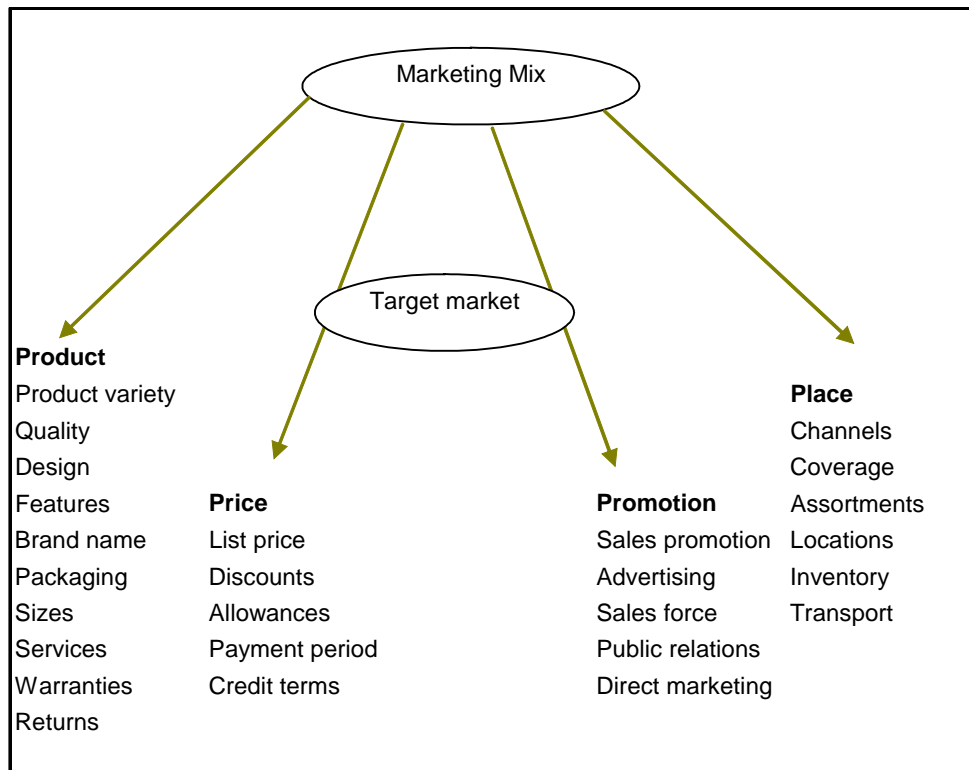 Marketing Mix
Target market
Product
Product variety
Quality
Design
Features
Brand name
Packaging
Sizes
Services
Warranties
Returns
Price
List price
Discounts
Allowances
Payment period
Credit terms
Promotion
Sales promotion
Advertising
Sales force
Public relations
Direct marketing
Place
Channels
Coverage
Assortments
Locations
Inventory
Transport